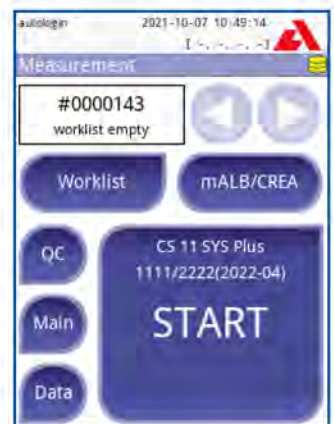 autologin 2021-10-07 10:49:14
[ -, -, -, -]
Measurement
#0000143
worklist empty
Worklist
mALB/CREA
QC
CS 11 SYS Plus
1111/2222(2022-04)
START
Main
Data